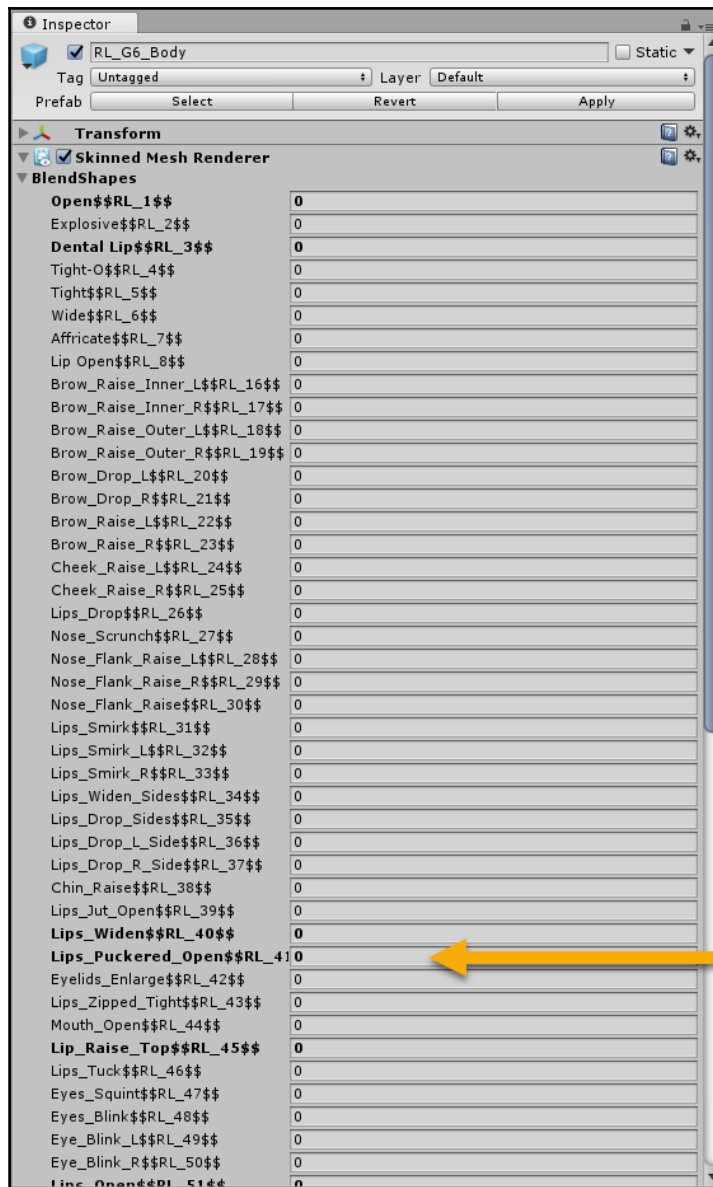 Inspector
RL_G6_Body Static
Tag Untagged Layer Default
Prefab Select Revert Apply
Transform
Skinned Mesh Renderer
BlendShapes
Open$$RL_1$$ 0
Explosive$$RL_2$$ 0
Dental Lip$$RL_3$$ 0
Tight-O$$RL_4$$ 0
Tight$$RL_5$$ 0
Wide$$RL_6$$ 0
Affricate$$RL_7$$ 0
Lip Open$$RL_8$$ 0
Brow_Raise_Inner_L$$RL_16$$ 0
Brow_Raise_Inner_R$$RL_17$$ 0
Brow_Raise_Outer_L$$RL_18$$ 0
Brow_Raise_Outer_R$$RL_19$$ 0
Brow_Drop_L$$RL_20$$ 0
Brow_Drop_R$$RL_21$$ 0
Brow_Raise_L$$RL_22$$ 0
Brow_Raise_R$$RL_23$$ 0
Cheek_Raise_L$$RL_24$$ 0
Cheek_Raise_R$$RL_25$$ 0
Lips_Drop$$RL_26$$ 0
Nose_Scrunch$$RL_27$$ 0
Nose_Flank_Raise_L$$RL_28$$ 0
Nose_Flank_Raise_R$$RL_29$$ 0
Nose_Flank_Raise$$RL_30$$ 0
Lips_Smirk$$RL_31$$ 0
Lips_Smirk_L$$RL_32$$ 0
Lips_Smirk_R$$RL_33$$ 0
Lips_Widen_Sides$$RL_34$$ 0
Lips_Drop_Sides$$RL_35$$ 0
Lips_Drop_L_Side$$RL_36$$ 0
Lips_Drop_R_Side$$RL_37$$ 0
Chin_Raise$$RL_38$$ 0
Lips_Jut_Open$$RL_39$$ 0
Lips_Widen$$RL_40$$ 0
Lips_Puckered_Open$$RL_41 0
Eyelids_Enlarge$$RL_42$$ 0
Lips_Zipped_Tight$$RL_43$$ 0
Mouth_Open$$RL_44$$ 0
Lip_Raise_Top$$RL_45$$ 0
Lips_Tuck$$RL_46$$ 0
Eyes_Squint$$RL_47$$ 0
Eyes_Blink$$RL_48$$ 0
Eye_Blink_L$$RL_49$$ 0
Eye_Blink_R$$RL_50$$ 0
Lips_Open$$RL_51$$ 0